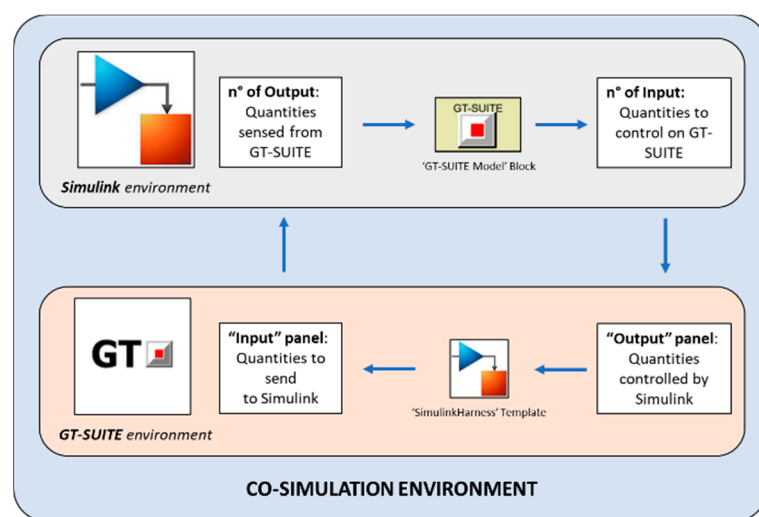 n° of Output:
Quantities
sensed from
GT-SUITE
GT-SUITE
'GT-SUITE Model' Block
n° of Input:
Quantities to
control on GT-
SUITE
Simulink environment
GT
"Input" panel:
Quantities to
send
to Simulink
'SimulinkHarness' Template
"Output" panel:
Quantities
controlled by
Simulink
GT-SUITE environment
CO-SIMULATION ENVIRONMENT